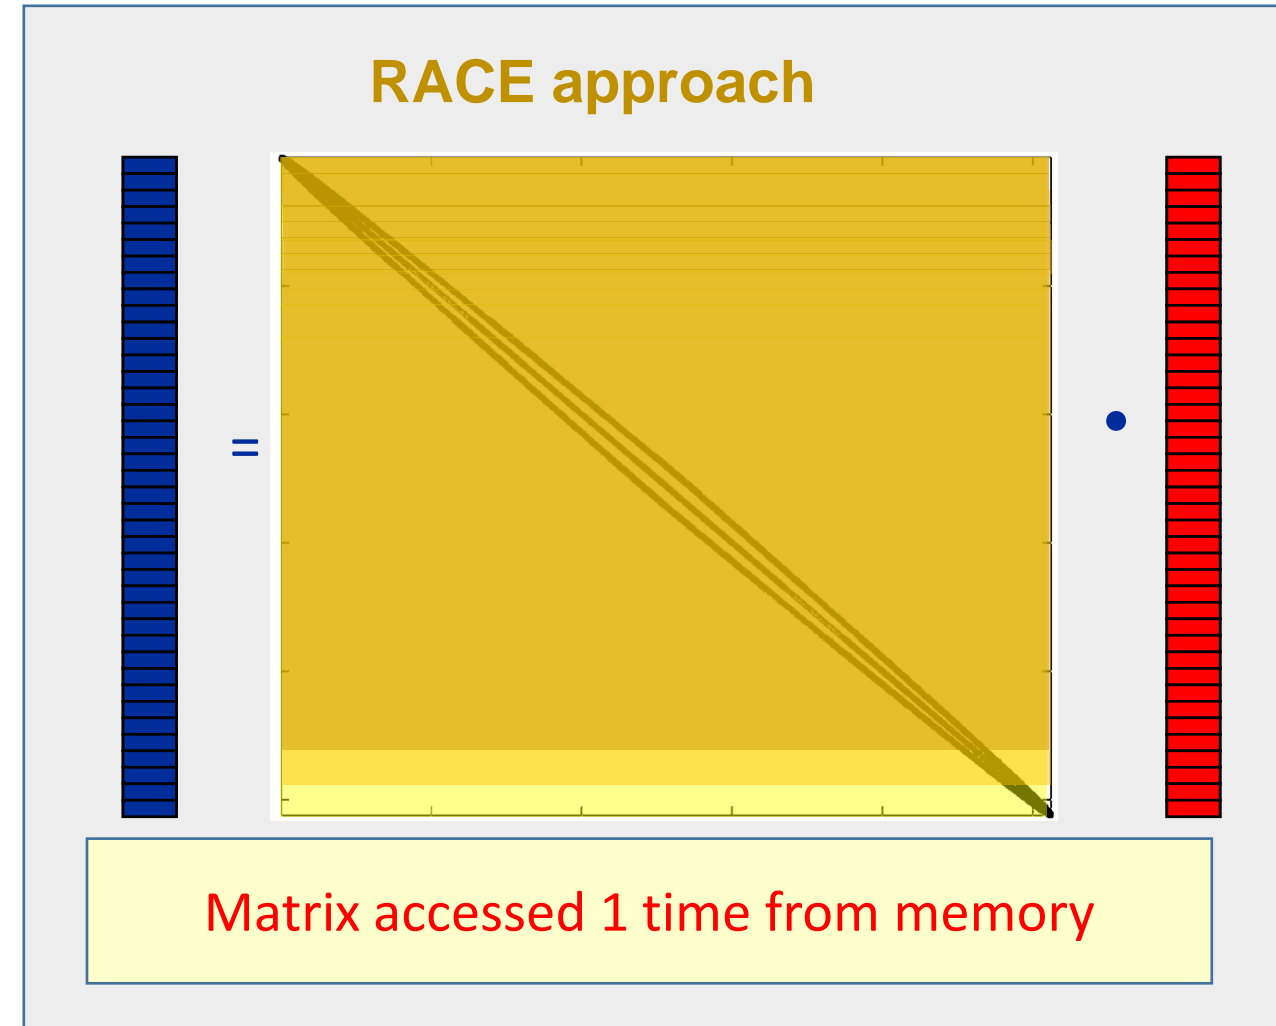 RACE approach
=
•
Matrix accessed 1 time from memory